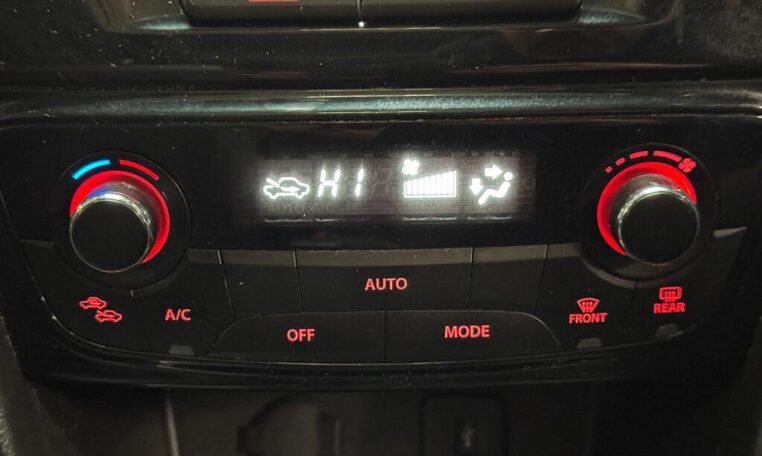 HI
AUTO
A/C
OFF
MODE
FRONT
REAR